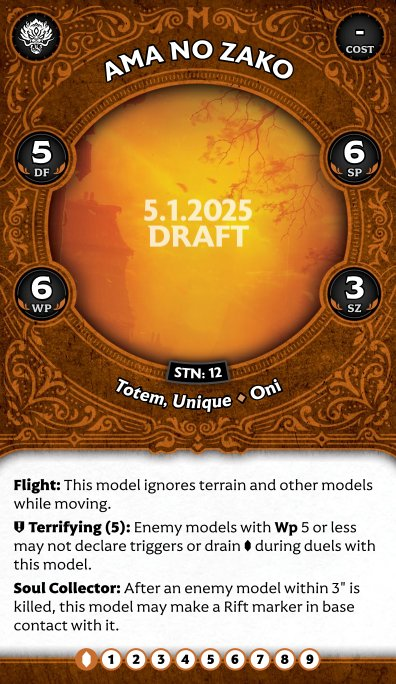 -
COST
AMA NO ZAKO
5
DF
6
SP
5.1.2025
DRAFT
6
WP
3
SZ
STN: 12
Totem, Unique ♦ Oni
Flight: This model ignores terrain and other models
while moving.
Terrifying (5): Enemy models with Wp 5 or less
may not declare triggers or drain during duels with
this model.
Soul Collector: After an enemy model within 3" is
killed, this model may make a Rift marker in base
contact with it.
1 2 3 4 5 6 7 8 9